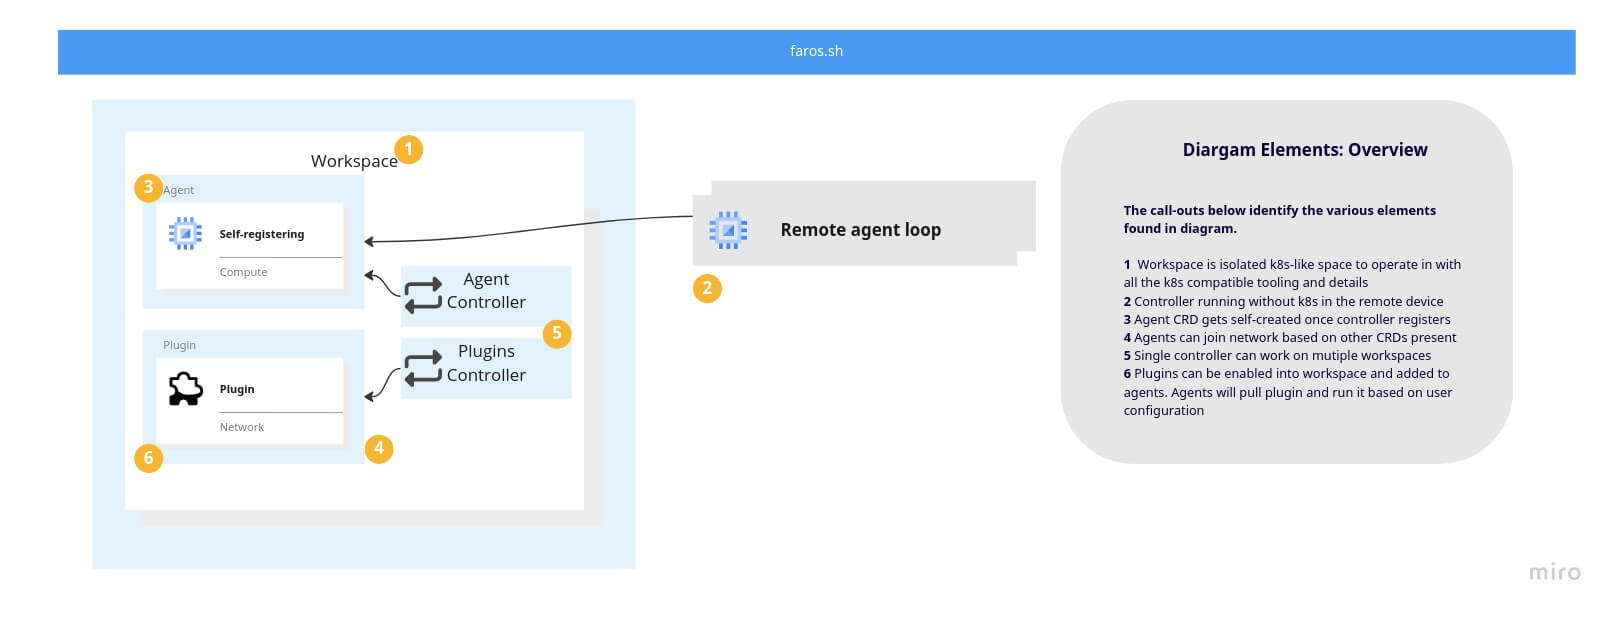 faros.sh
Workspace
1
3
Agent
Self-registering
Compute
Agent
Controller
5
Plugins
Controller
Plugin
Plugin
Network
6
4
Remote agent loop
2
Diargam Elements: Overview
The call-outs below identify the various elements
found in diagram.
1 Workspace is isolated k8s-like space to operate in with
all the k8s compatible tooling and details
2 Controller running without k8s in the remote device
3 Agent CRD gets self-created once controller registers
4 Agents can join network based on other CRDs present
5 Single controller can work on mutiple workspaces
6 Plugins can be enabled into workspace and added to
agents. Agents will pull plugin and run it based on user
configuration
miro